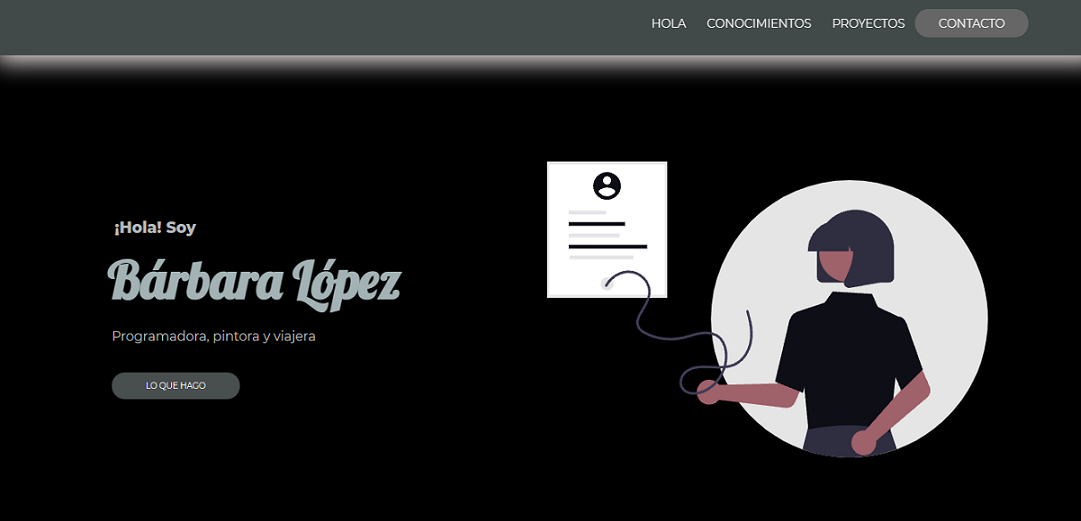 HOLA CONOCIMIENTOS PROYECTOS CONTACTO
¡Hola! Soy
Bárbara López
Programadora, pintora y viajera
LO QUE HAGO